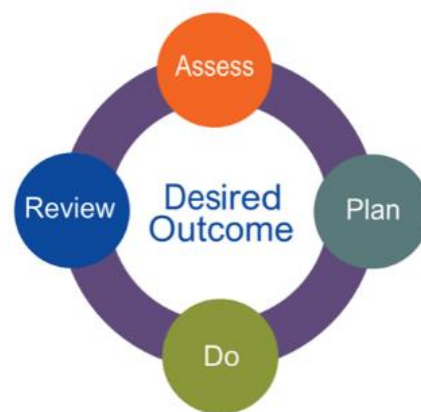 Assess
Review
Desired
Outcome
Plan
Do